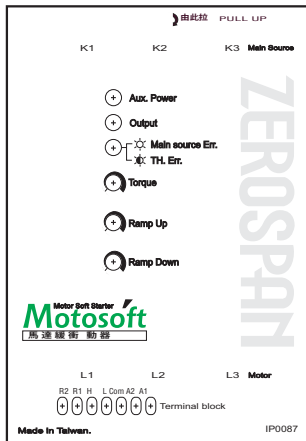 由此拉 PULL UP
K1 K2 K3 Main Source
Aux. Power
Output
Main source Err.
TH. Err.
Torque
Ramp Up
Ramp Down
ZEROSPAN
Motor Soft Starter
Motosoft
馬達緩衝動器
L1 L2 L3 Motor
R2 R1 H L Com A2 A1
Terminal block
Made In Taiwan. IP0087